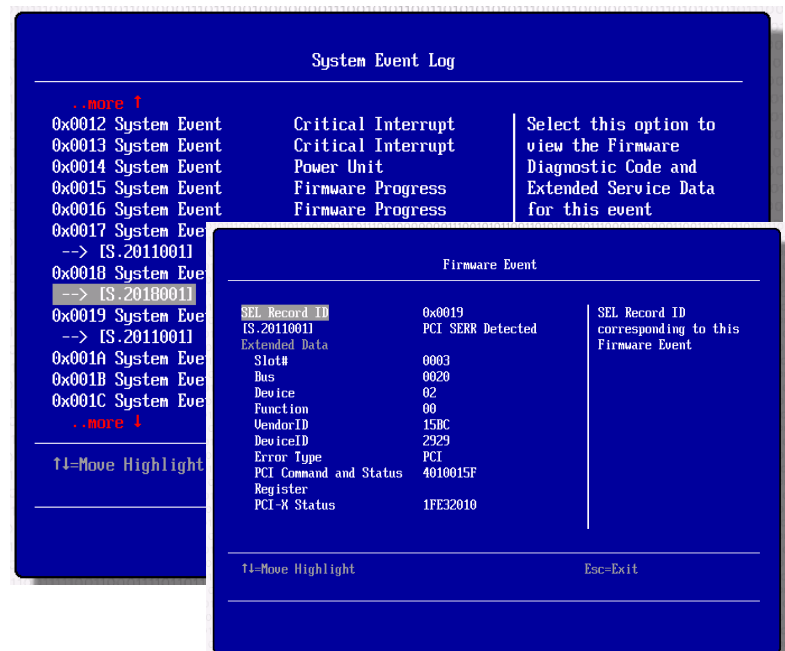 System Event Log
..more ↑
0x0012 System Event Critical Interrupt
0x0013 System Event Critical Interrupt
0x0014 System Event Power Unit
0x0015 System Event Firmware Progress
0x0016 System Event Firmware Progress
0x0017 System Eve
--> [S.2011001]
0x0018 System Eve
--> [S.2018001]
0x0019 System Eve
--> [S.2011001]
0x001A System Eve
0x001B System Eve
0x001C System Eve
..more ↓
Select this option to
view the Firmware
Diagnostic Code and
Extended Service Data
for this event
↑↓=Move Highlight
Firmware Event
SEL Record ID 0x0019
[S.2011001] PCI SERR Detected
Extended Data
Slot# 0003
Bus 0020
Device 02
Function 00
VendorID 15BC
DeviceID 2929
Error Type PCI
PCI Command and Status 4010015F
Register
PCI-X Status 1FE32010
SEL Record ID
corresponding to this
Firmware Event
↑↓=Move Highlight Esc=Exit